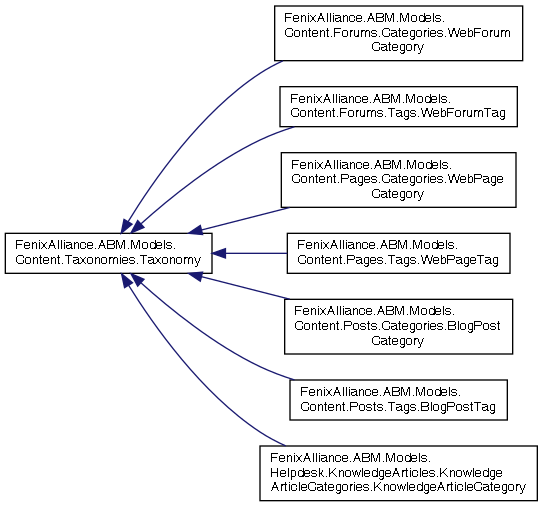 FenixAlliance.ABM.Models.
Content.Forums.Categories.WebForum
Category
FenixAlliance.ABM.Models.
Content.Forums.Tags.WebForumTag
FenixAlliance.ABM.Models.
Content.Pages.Categories.WebPage
Category
FenixAlliance.ABM.Models.
Content.Taxonomies.Taxonomy
FenixAlliance.ABM.Models.
Content.Pages.Tags.WebPageTag
FenixAlliance.ABM.Models.
Content.Posts.Categories.BlogPost
Category
FenixAlliance.ABM.Models.
Content.Posts.Tags.BlogPostTag
FenixAlliance.ABM.Models.
Helpdesk.KnowledgeArticles.Knowledge
ArticleCategories.KnowledgeArticleCategory